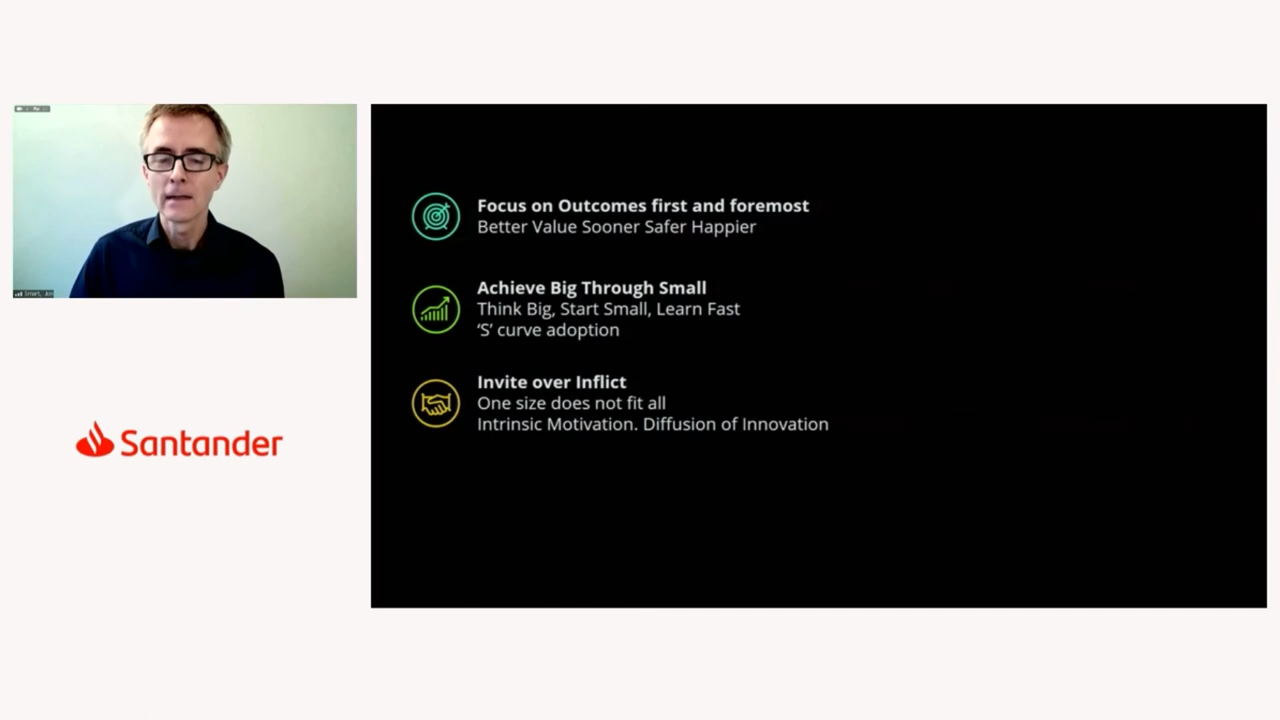 Smart, Jon
Santander
Focus on Outcomes first and foremost
Better Value Sooner Safer Happier
Achieve Big Through Small
Think Big, Start Small, Learn Fast
‘S’ curve adoption
Invite over Inflict
One size does not fit all
Intrinsic Motivation. Diffusion of Innovation